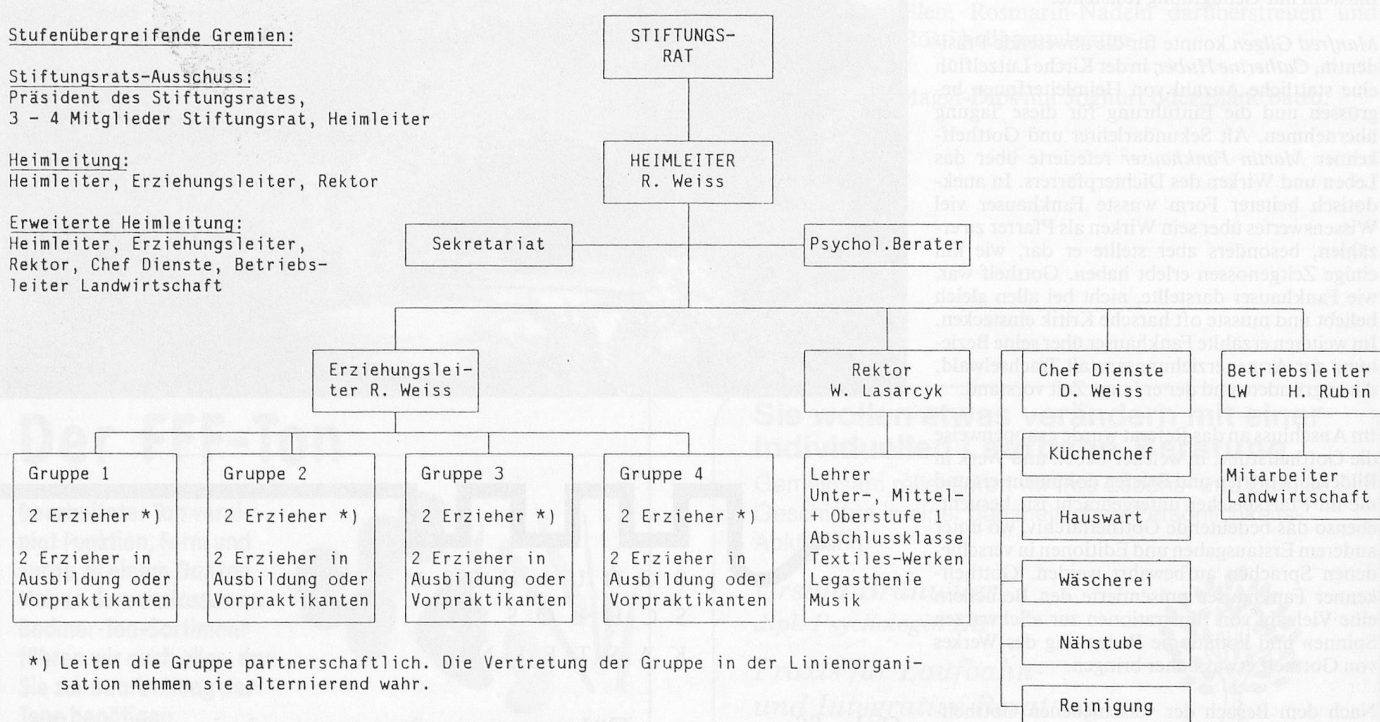 Stufenübergreifende Gremien:
Stiftungsrats-Ausschuss:
Präsident des Stiftungsrates,
3 – 4 Mitglieder Stiftungsrat, Heimleiter
Heimleitung:
Heimleiter, Erziehungsleiter, Rektor
Erweiterte Heimleitung:
Heimleiter, Erziehungsleiter,
Rektor, Chef Dienste, Betriebs-
leiter Landwirtschaft
STIFTUNGS-
RAT
HEIMLEITER
R. Weiss
Sekretariat
Psychol.Berater
Erziehungslei-
ter R. Weiss
Rektor
W. Lasarcyk
Chef Dienste
D. Weiss
Betriebsleiter
LW H. Rubin
Gruppe 1
2 Erzieher *)
2 Erzieher in
Ausbildung oder
Vorpraktikanten
Gruppe 2
2 Erzieher *)
2 Erzieher in
Ausbildung oder
Vorpraktikanten
Gruppe 3
2 Erzieher *)
2 Erzieher in
Ausbildung oder
Vorpraktikanten
Gruppe 4
2 Erzieher *)
2 Erzieher in
Ausbildung oder
Vorpraktikanten
Lehrer
Unter-, Mittel-
Oberstufe 1
Abschlussklasse
Textiles-Werken
Legasthenie
Musik
Küchenchef
Hauswart
Wäscherei
Nähstube
Reinigung
Mitarbeiter
Landwirtschaft
*) Leiten die Gruppe partnerschaftlich. Die Vertretung der Gruppe in der Linienorgani-
sation nehmen sie alternierend wahr.